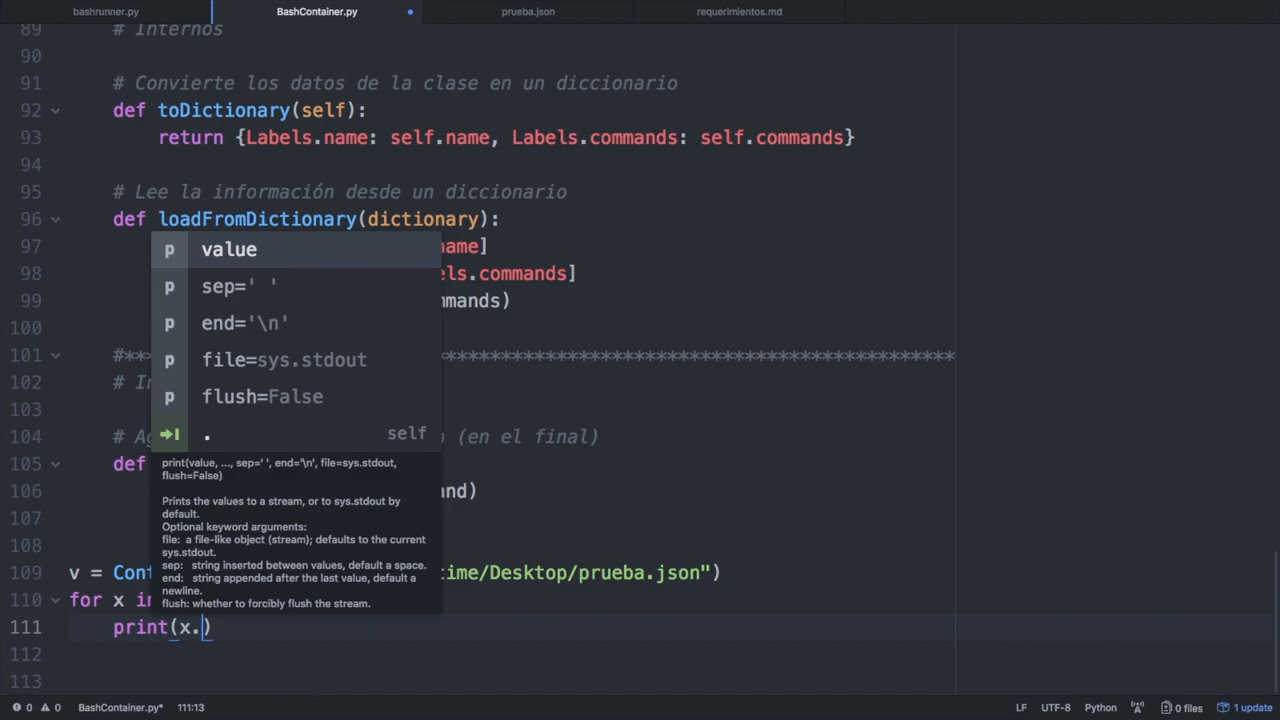 bashrunner.py BashContainer.py prueba.json requerimientos.md
89 # Internos
90
91 # Convierte los datos de la clase en un diccionario
92 def toDictionary(self):
93 return {Labels.name: self.name, Labels.commands: self.commands}
94
95 # Lee la información desde un diccionario
96 def loadFromDictionary(dictionary):
97 name]
98 els.commands]
99 mmands)
100
101 #** *********************************************
102 # In
103
104 # Ag (en el final)
105 def
106 and)
107
108
109 v = Cont time/Desktop/prueba.json")
110 for x in
111 print(x.)
112
113
p value
p sep=' '
p end='\n'
p file=sys.stdout
p flush=False
. self
print(value, ..., sep=' ', end='\n', file=sys.stdout,
flush=False)
Prints the values to a stream, or to sys.stdout by
default.
Optional keyword arguments:
file: a file-like object (stream); defaults to the current
sys.stdout.
sep: string inserted between values, default a space.
end: string appended after the last value, default a
newline.
flush: whether to forcibly flush the stream.
0 0 BashContainer.py* 111:13 LF UTF-8 Python 0 files 1 update